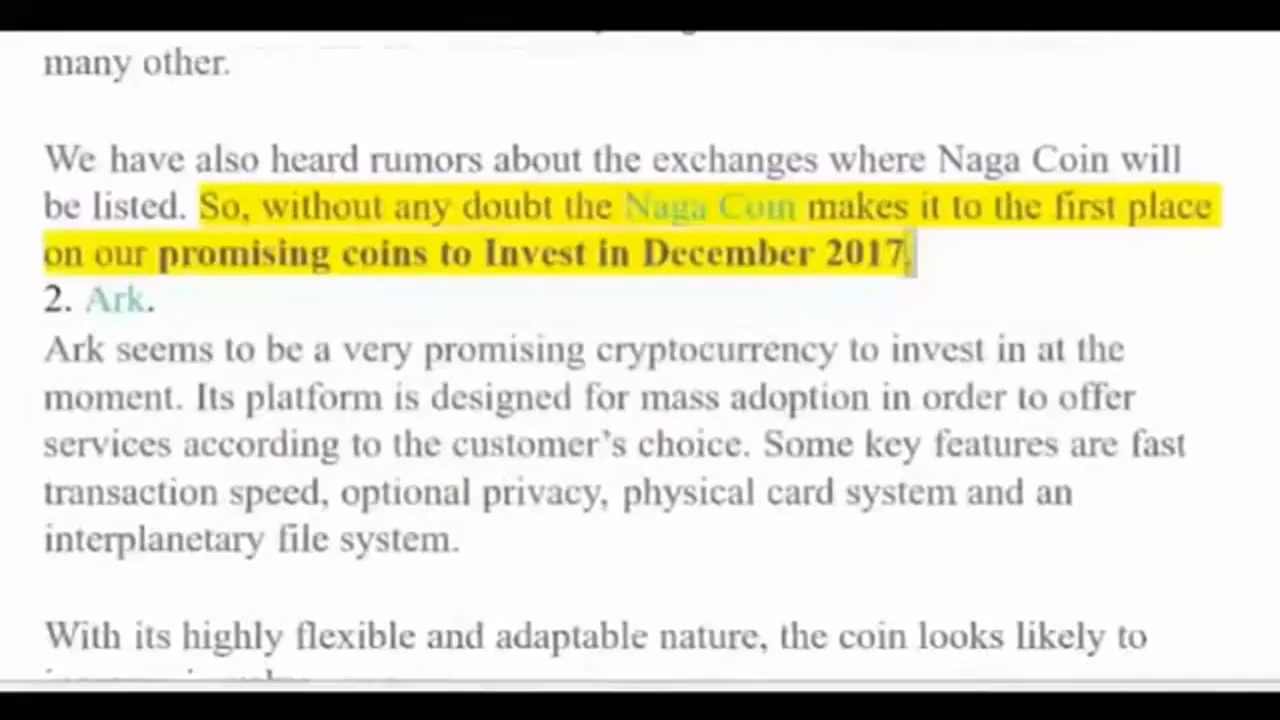 many other.
We have also heard rumors about the exchanges where Naga Coin will
be listed. So, without any doubt the Naga Coin makes it to the first place
on our promising coins to Invest in December 2017.
2. Ark.
Ark seems to be a very promising cryptocurrency to invest in at the
moment. Its platform is designed for mass adoption in order to offer
services according to the customer's choice. Some key features are fast
transaction speed, optional privacy, physical card system and an
interplanetary file system.
With its highly flexible and adaptable nature, the coin looks likely to